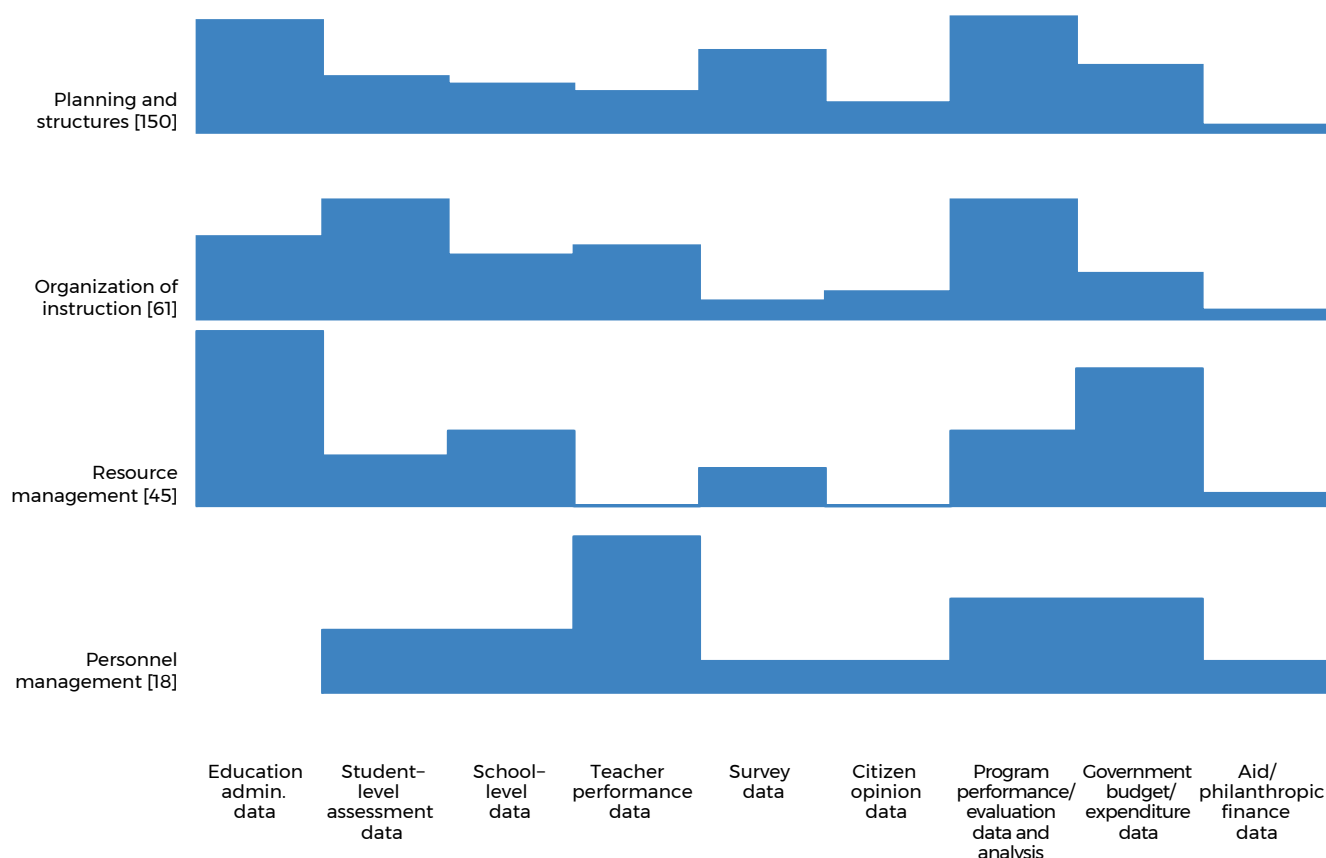 Planning and
structures [150]
Organization of
instruction [61]
Resource
management [45]
Personnel
management [18]
Education
admin.
data
Student–
level
assessment
data
School–
level
data
Teacher
performance
data
Survey
data
Citizen
opinion
data
Program
performance/
evaluation
data and
analysis
Government
budget/
expenditure
data
Aid/
philanthropic
finance
data